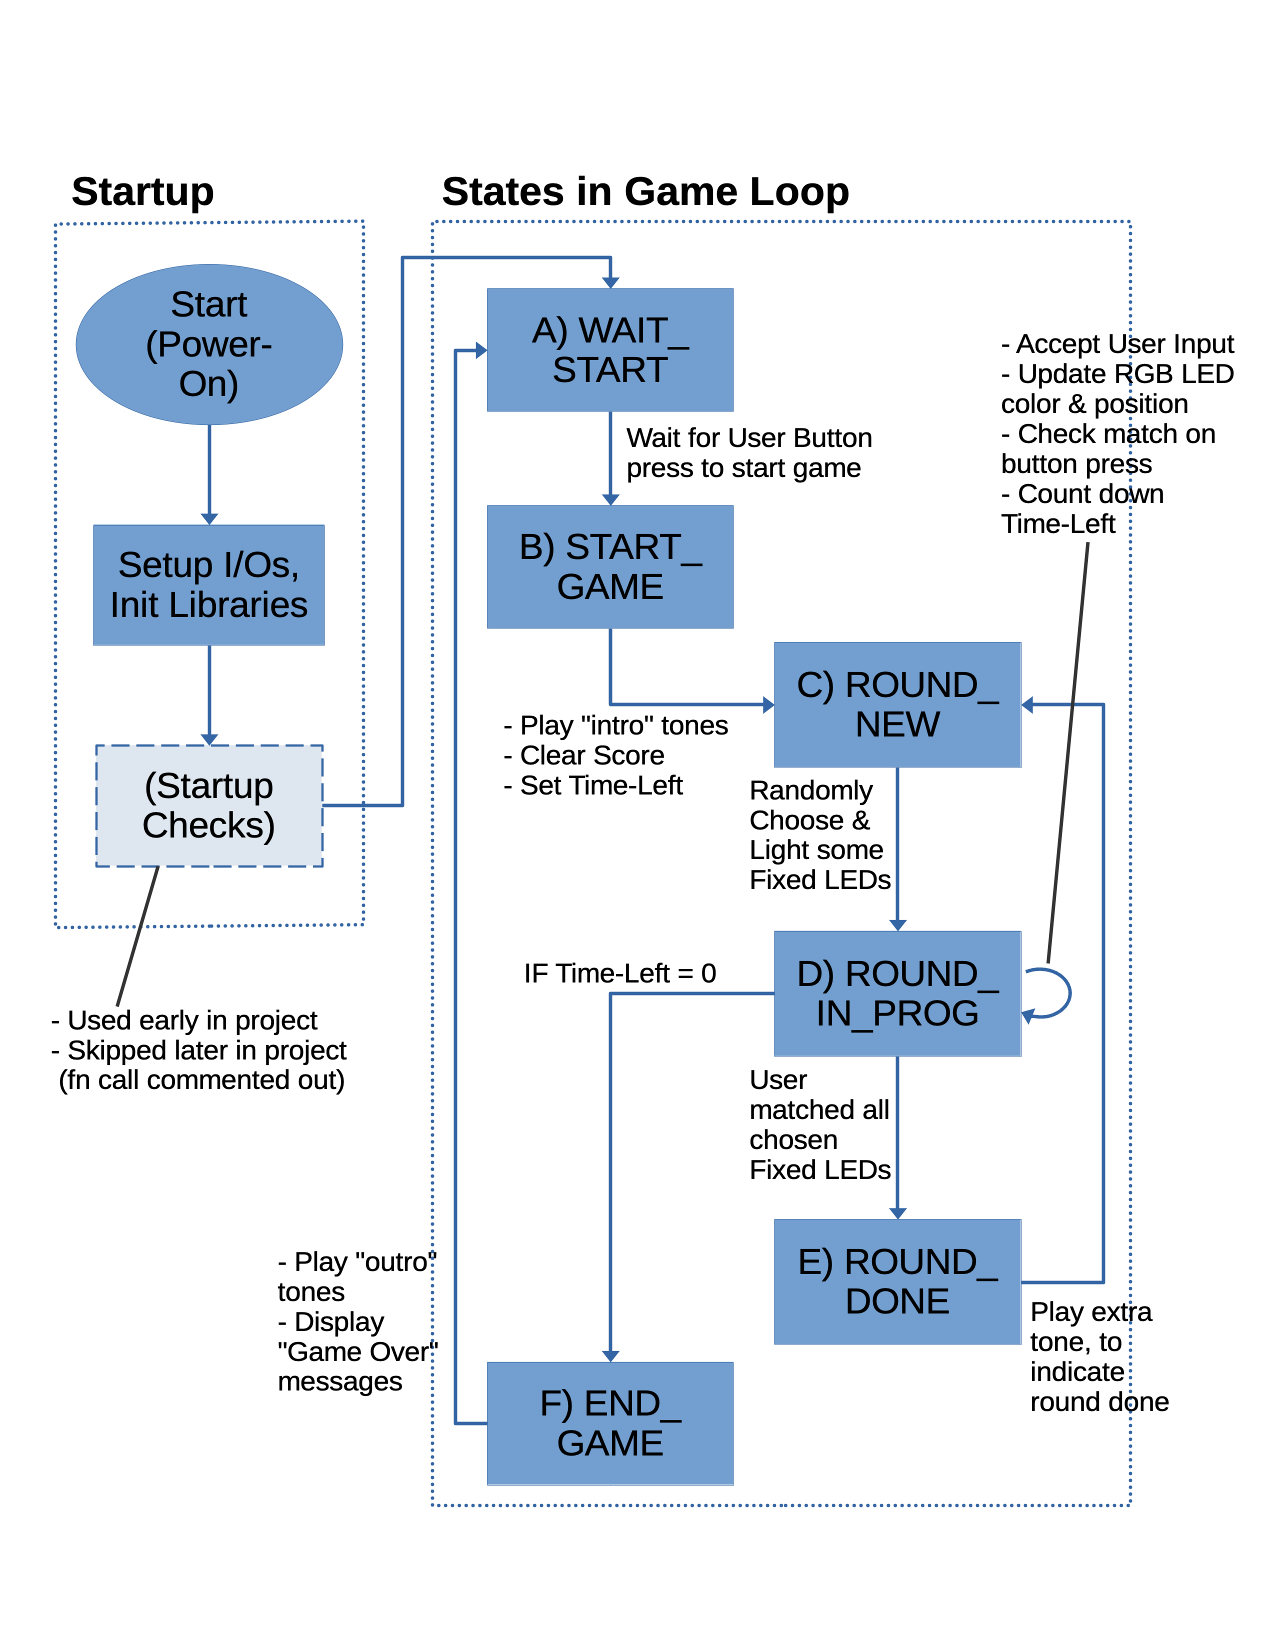 Startup
Start
(Power-
On)
Setup I/Os,
Init Libraries
(Startup
Checks)
- Used early in project
- Skipped later in project
(fn call commented out)
States in Game Loop
A) WAIT_
START
Wait for User Button
press to start game
B) START_
GAME
- Play "intro" tones
- Clear Score
- Set Time-Left
C) ROUND_
NEW
Randomly
Choose &
Light some
Fixed LEDs
D) ROUND_
IN_PROG
- Accept User Input
- Update RGB LED
color & position
- Check match on
button press
- Count down
Time-Left
IF Time-Left = 0
User
matched all
chosen
Fixed LEDs
E) ROUND_
DONE
Play extra
tone, to
indicate
round done
F) END_
GAME
- Play "outro"
tones
- Display
"Game Over"
messages